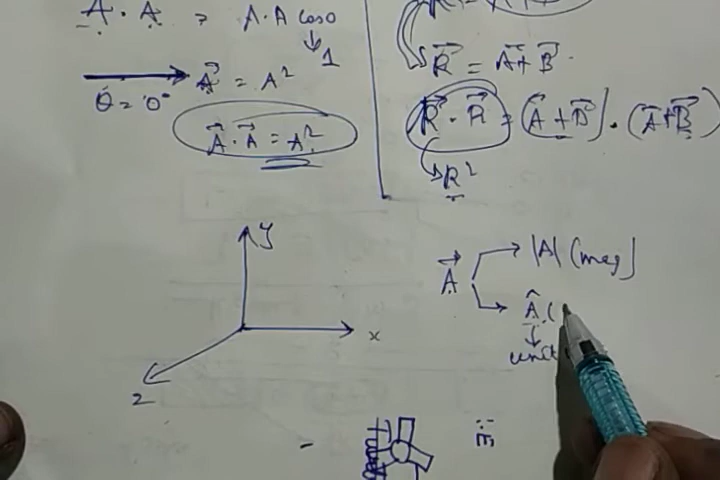 A⃗ · A⃗ = A·A cos0
↓
1
A⃗ = A²
θ = 0°
A⃗ · A⃗ = A²
R⃗ = A⃗ + B⃗
R⃗ · R⃗ = (A⃗ + B⃗) · (A⃗ + B⃗)
R²
y
x
z
A⃗ → |A| (mag)
→ Â (
↓
unit